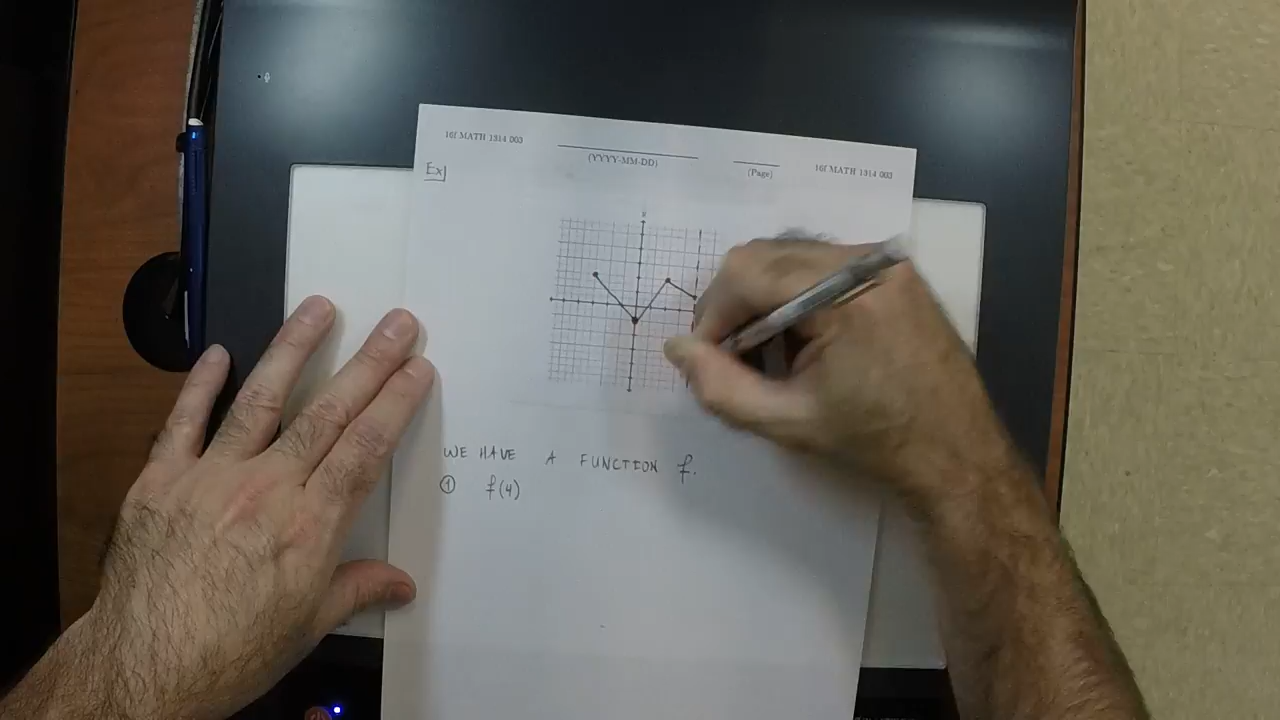 16f MATH 1314 003
(YYYY-MM-DD)
(Page)
16f MATH 1314 003
Ex
WE HAVE A FUNCTION f.
① f(4)